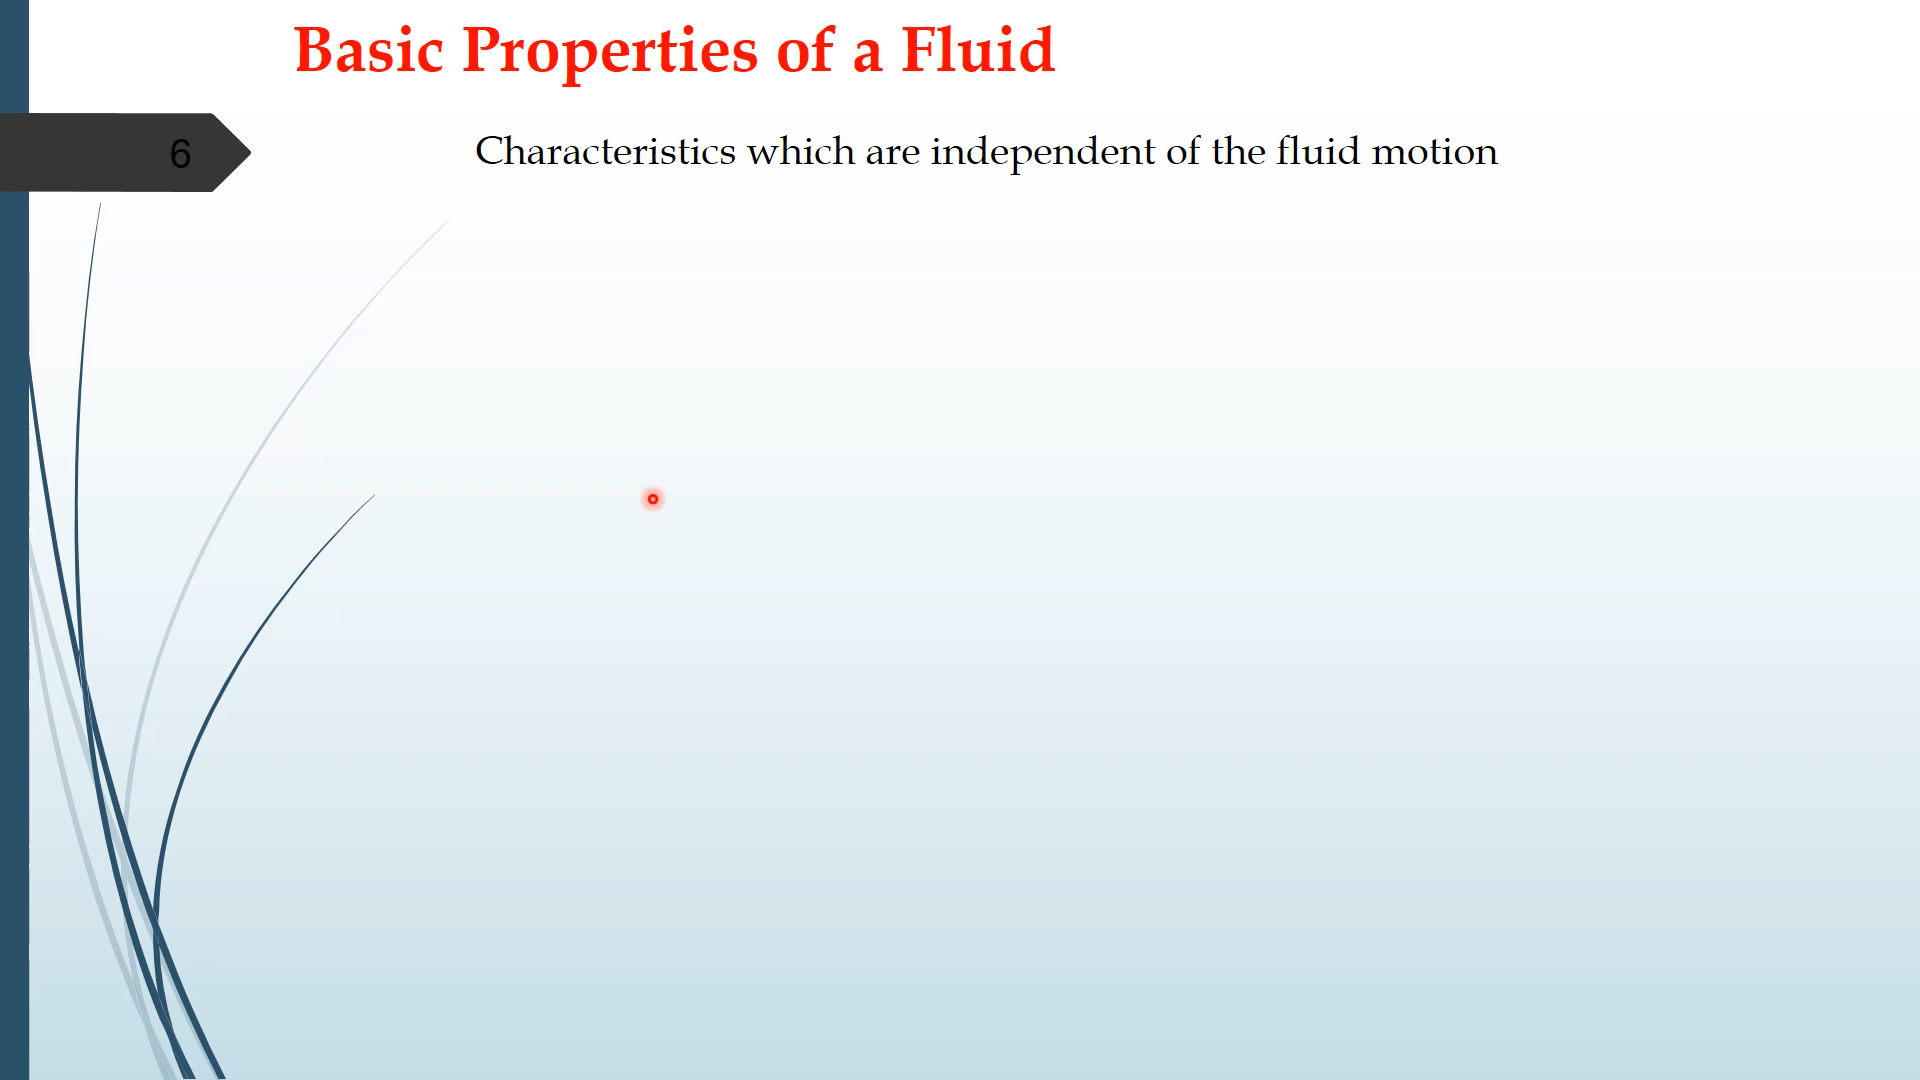 Basic Properties of a Fluid
6
Characteristics which are independent of the fluid motion